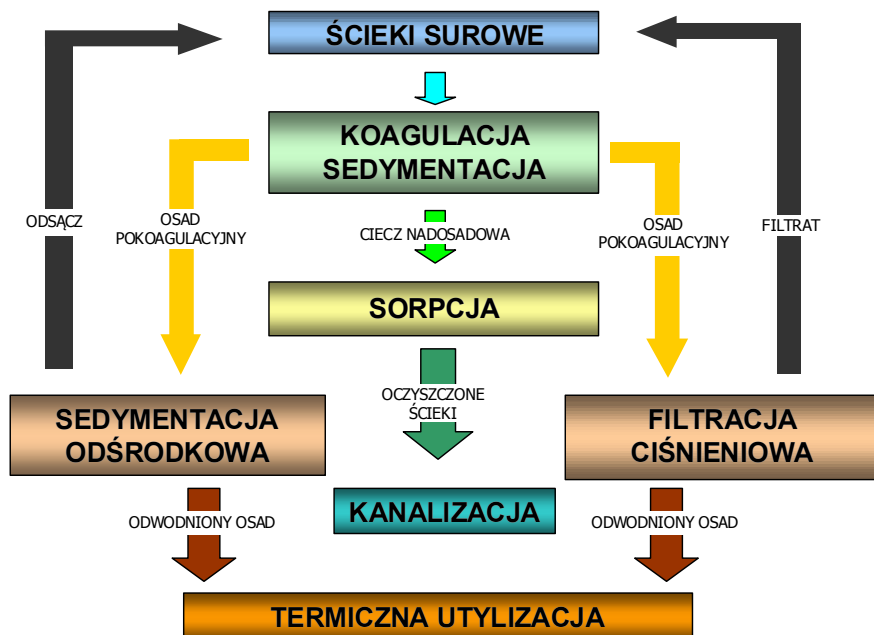 ŚCIEKI SUROWE
KOAGULACJA
SEDYMENTACJA
ODSĄCZ
OSAD
POKOAGULACYJNY
CIECZ NADOSADOWA
OSAD
POKOAGULACYJNY
FILTRAT
SORPCJA
OCZYSZCZONE
ŚCIEKI
SEDYMENTACJA
ODŚRODKOWA
FILTRACJA
CIŚNIENIOWA
KANALIZACJA
ODWODNIONY OSAD
ODWODNIONY OSAD
TERMICZNA UTYLIZACJA